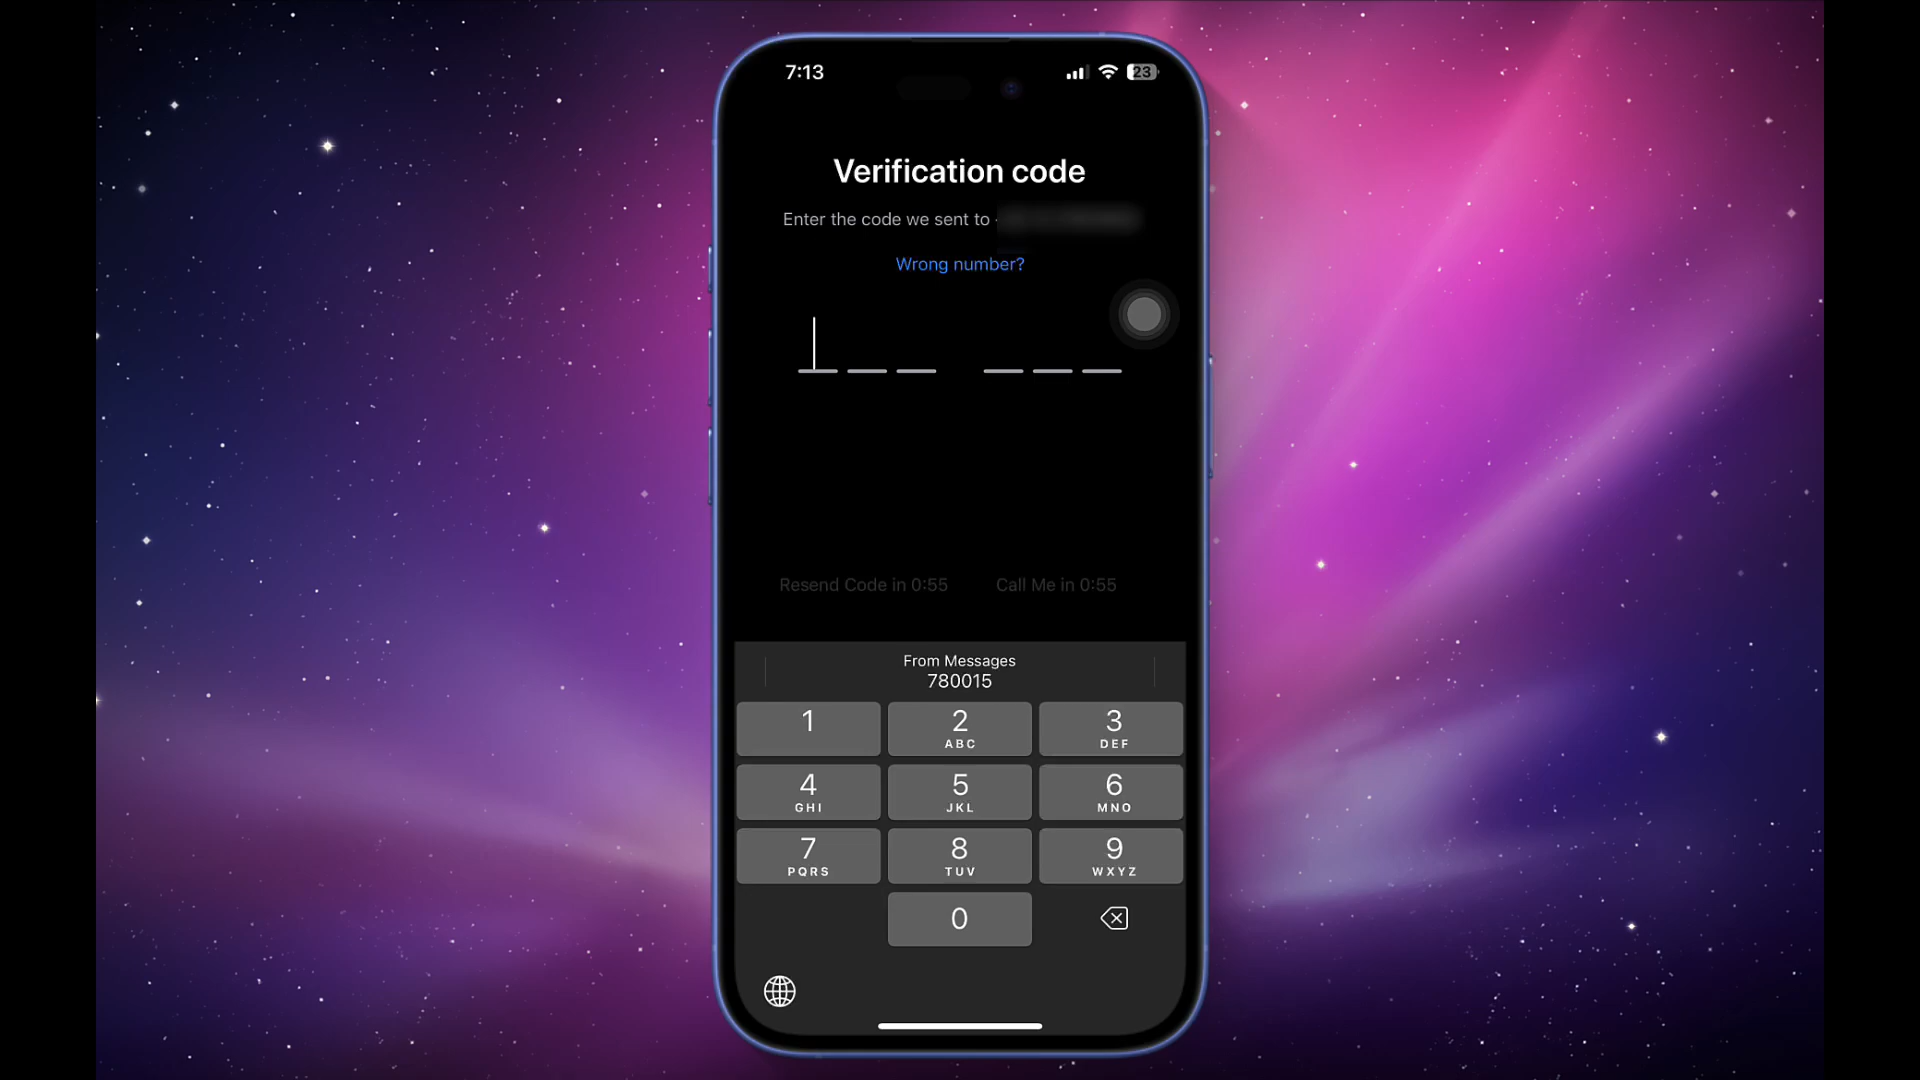 7:13
23
Verification code
Enter the code we sent to
Wrong number?
Resend Code in 0:55
Call Me in 0:55
From Messages
780015
1
2
3
ABC
DEF
4
5
6
GHI
JKL
MNO
7
8
9
PQRS
TUV
WXYZ
0